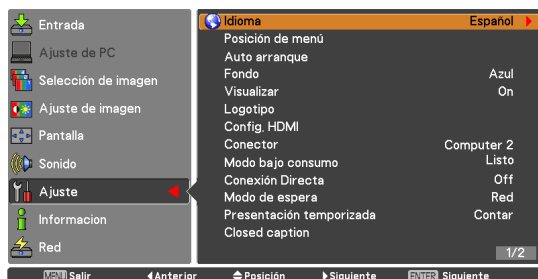 Entrada
Ajuste de PC
Selección de imagen
Ajuste de imagen
Pantalla
Sonido
Ajuste
Informacion
Red
Idioma Español
Posición de menú
Auto arranque
Fondo Azul
Visualizar On
Logotipo
Config, HDMI
Conector Computer 2
Modo bajo consumo Listo
Conexión Directa Off
Modo de espera Red
Presentación temporizada Contar
Closed caption
1/2
MENU Salir Anterior Posición Siguiente ENTER Siguiente